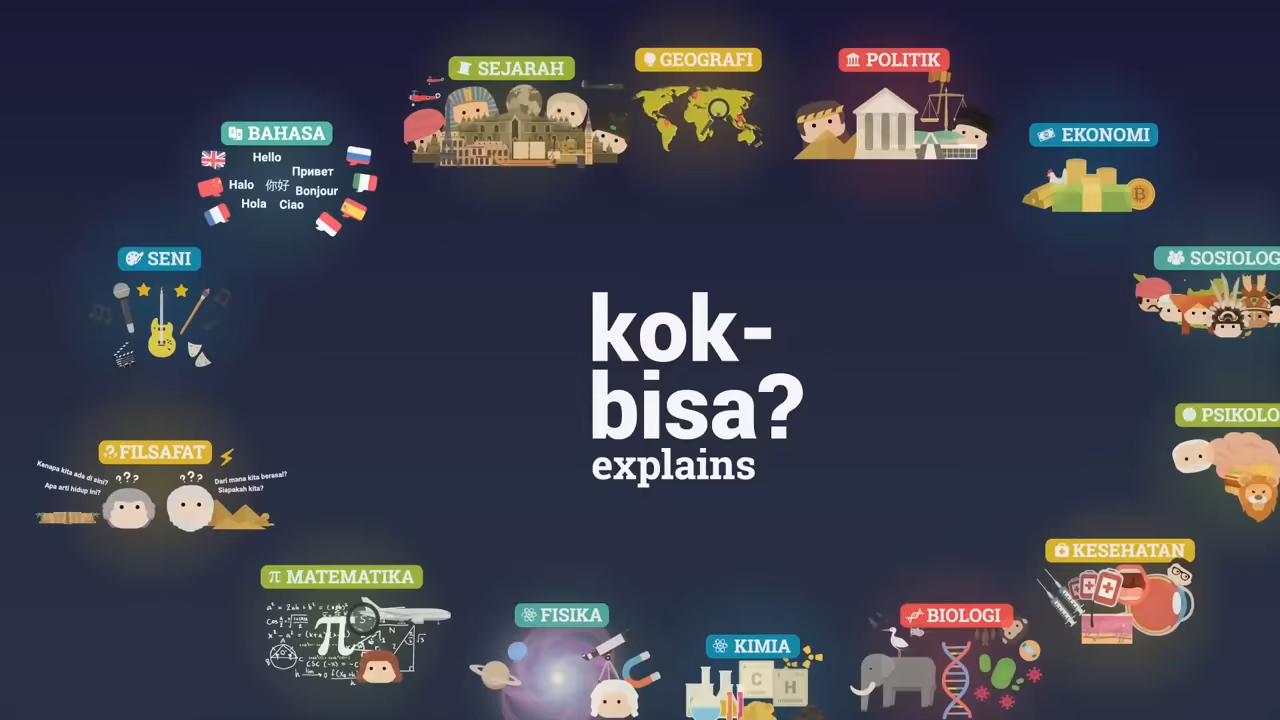 SEJARAH
GEOGRAFI
POLITIK
BAHASA
Hello
Привет
Halo
你好
Bonjour
Hola
Ciao
EKONOMI
SENI
SOSIOLOG
kok-
bisa?
explains
PSIKOLO
FILSAFAT
Kenapa kita ada di sini?
Apa arti hidup ini?
???
???
Dari mana kita berasal?
Siapakah kita?
KESEHATAN
MATEMATIKA
π
FISIKA
BIOLOGI
KIMIA
C
H